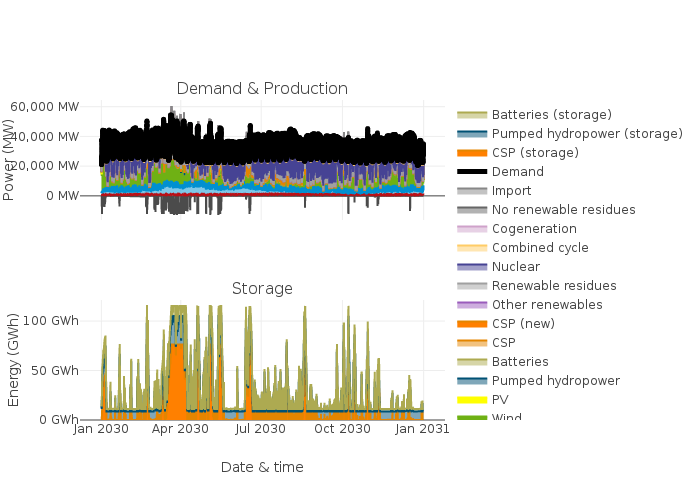 Demand & Production
60,000 MW
40,000 MW
20,000 MW
0 MW
Power (MW)
Storage
100 GWh
50 GWh
0 GWh
Energy (GWh)
Jan 2030
Apr 2030
Jul 2030
Oct 2030
Jan 2031
Date & time
Batteries (storage)
Pumped hydropower (storage)
CSP (storage)
Demand
Import
No renewable residues
Cogeneration
Combined cycle
Nuclear
Renewable residues
Other renewables
CSP (new)
CSP
Batteries
Pumped hydropower
PV
Wind